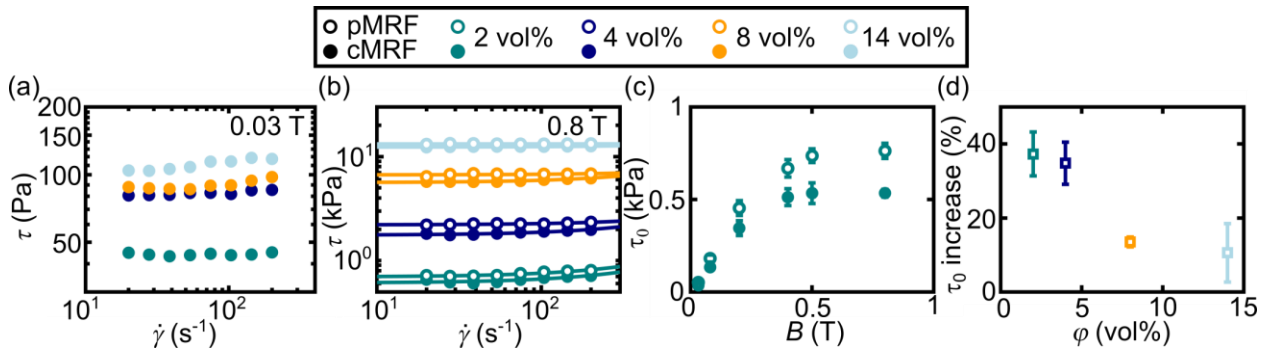 pMRF
cMRF
2 vol%
4 vol%
8 vol%
14 vol%
(a)
200
150
100
50
τ (Pa)
0.03 T
10¹
10²
γ̇ (s⁻¹)
(b)
10¹
10⁰
τ (kPa)
0.8 T
10¹
10²
γ̇ (s⁻¹)
(c)
1
0.5
0
τ₀ (kPa)
0
0.5
1
B (T)
(d)
40
20
0
τ₀ increase (%)
0
5
10
15
φ (vol%)